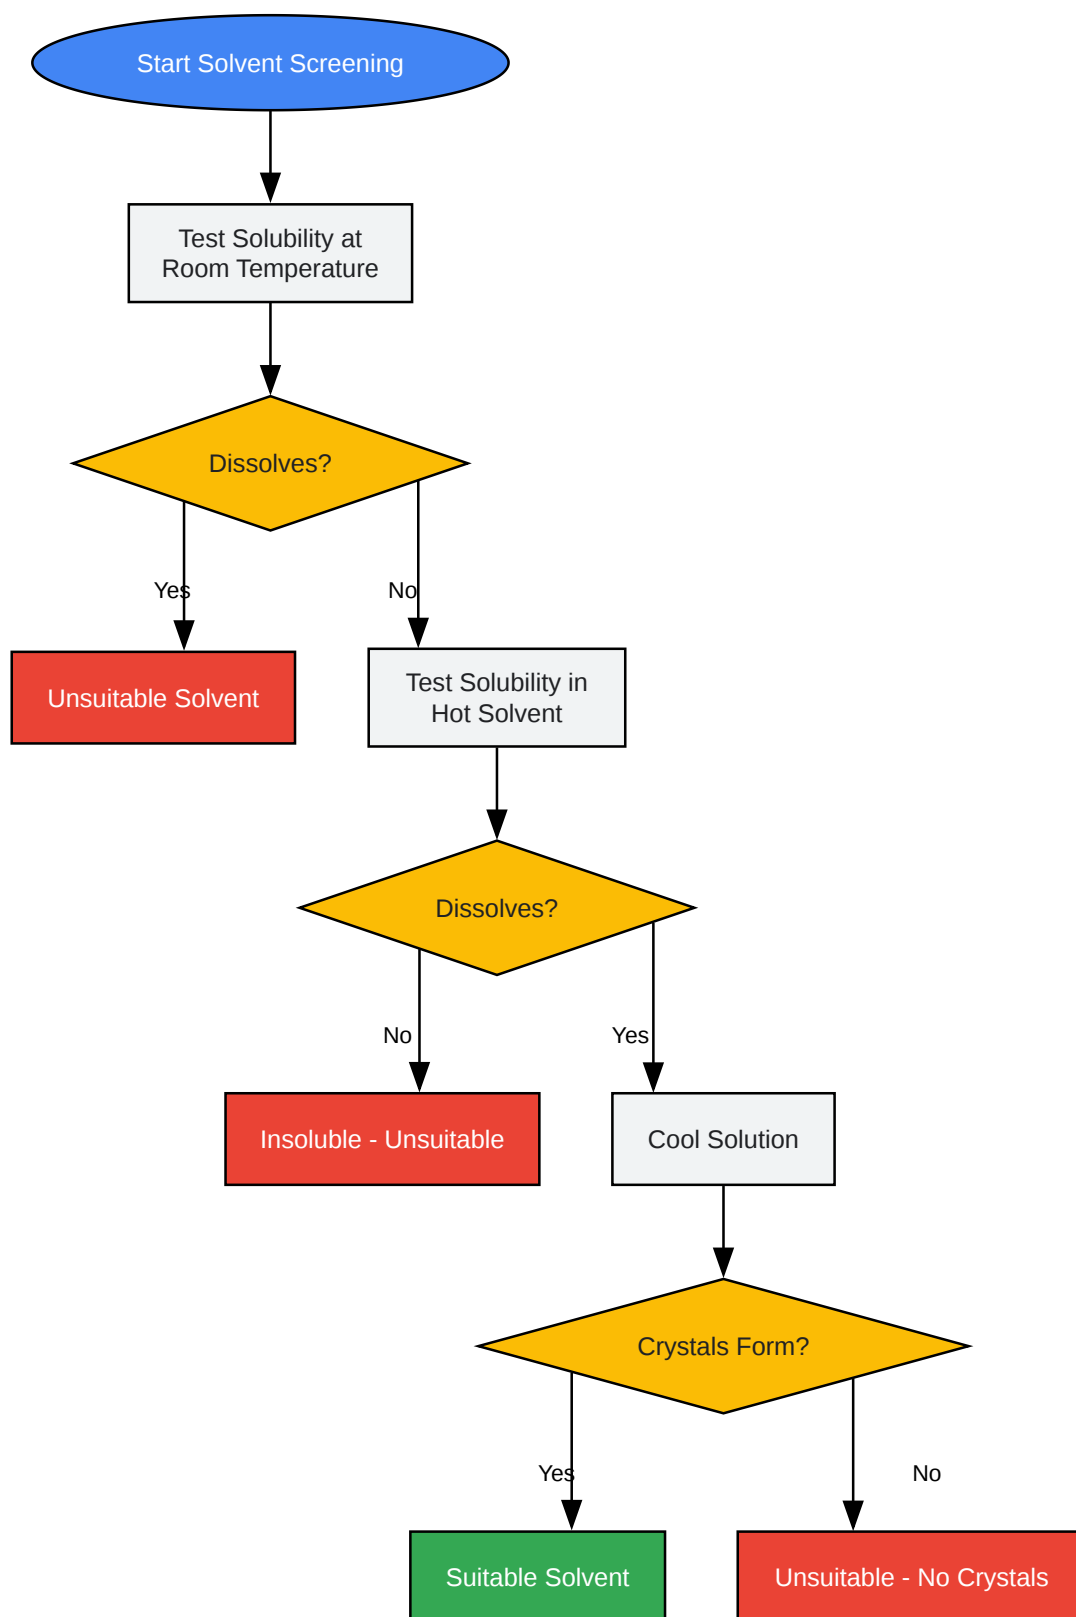 Start Solvent Screening
Test Solubility at
Room Temperature
Dissolves?
Yes
No
Unsuitable Solvent
Test Solubility in
Hot Solvent
Dissolves?
No
Yes
Insoluble - Unsuitable
Cool Solution
Crystals Form?
Yes
No
Suitable Solvent
Unsuitable - No Crystals